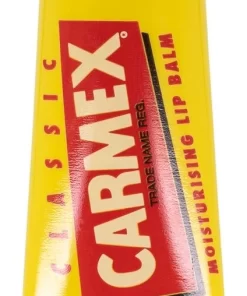 CLASSIC
CARMEX®
TRADE NAME REG.
MOISTURISING LIP BALM